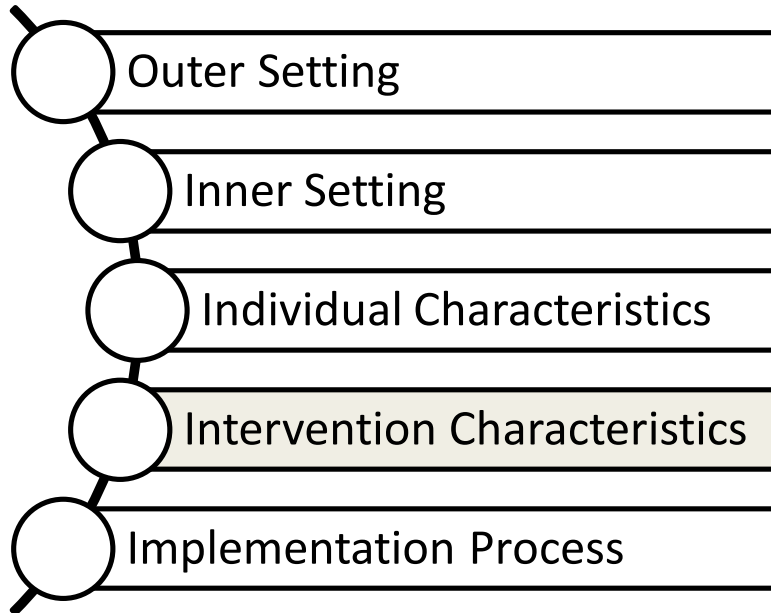 Outer Setting
Inner Setting
Individual Characteristics
Intervention Characteristics
Implementation Process